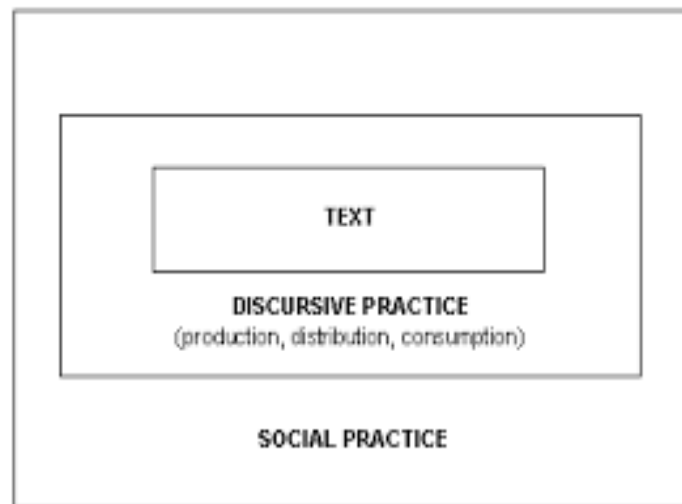 TEXT
DISCURSIVE PRACTICE
(production, distribution, consumption)
SOCIAL PRACTICE